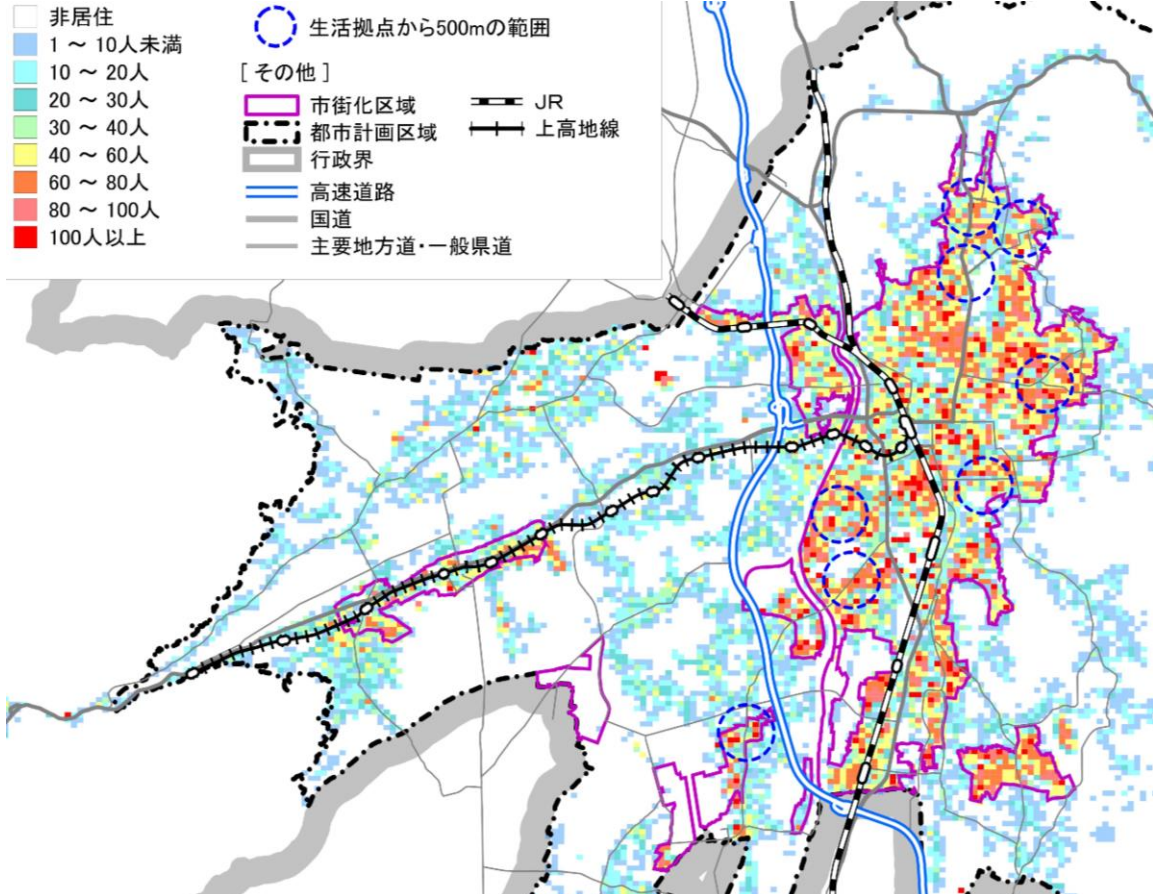 非居住
1 ～ 10人未満
10 ～ 20人
20 ～ 30人
30 ～ 40人
40 ～ 60人
60 ～ 80人
80 ～ 100人
100人以上
生活拠点から500mの範囲
[ その他 ]
市街化区域
都市計画区域
行政界
高速道路
国道
主要地方道・一般県道
JR
上高地線